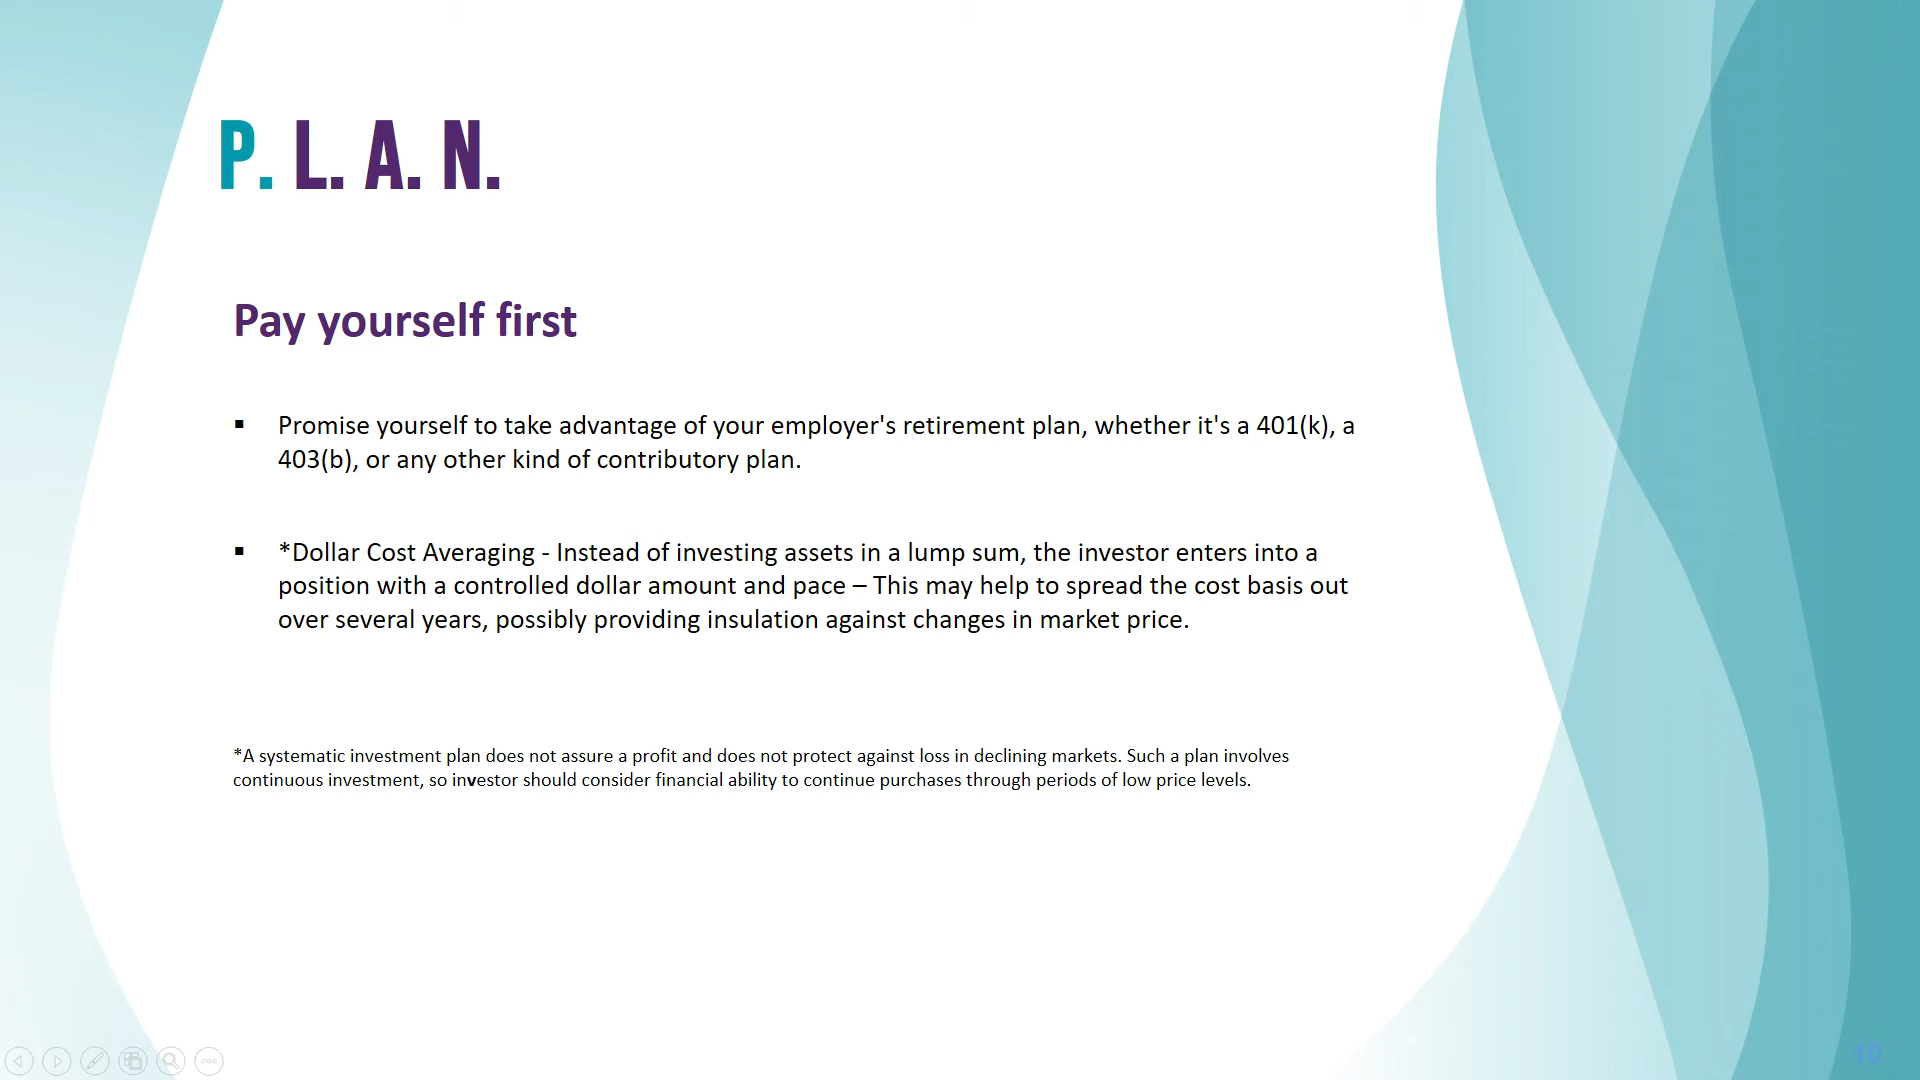 P. L. A. N.
Pay yourself first
▪ Promise yourself to take advantage of your employer's retirement plan, whether it's a 401(k), a
403(b), or any other kind of contributory plan.
▪ *Dollar Cost Averaging - Instead of investing assets in a lump sum, the investor enters into a
position with a controlled dollar amount and pace – This may help to spread the cost basis out
over several years, possibly providing insulation against changes in market price.
*A systematic investment plan does not assure a profit and does not protect against loss in declining markets. Such a plan involves
continuous investment, so investor should consider financial ability to continue purchases through periods of low price levels.
10